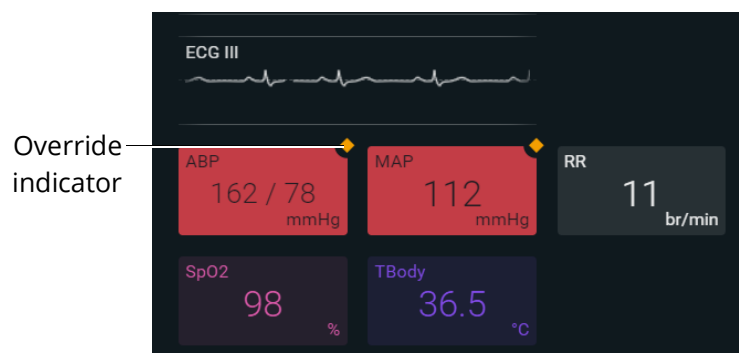 ECG III
Override
indicator
ABP
162 / 78
mmHg
MAP
112
mmHg
RR
11
br/min
SpO2
98
%
TBody
36.5
°C